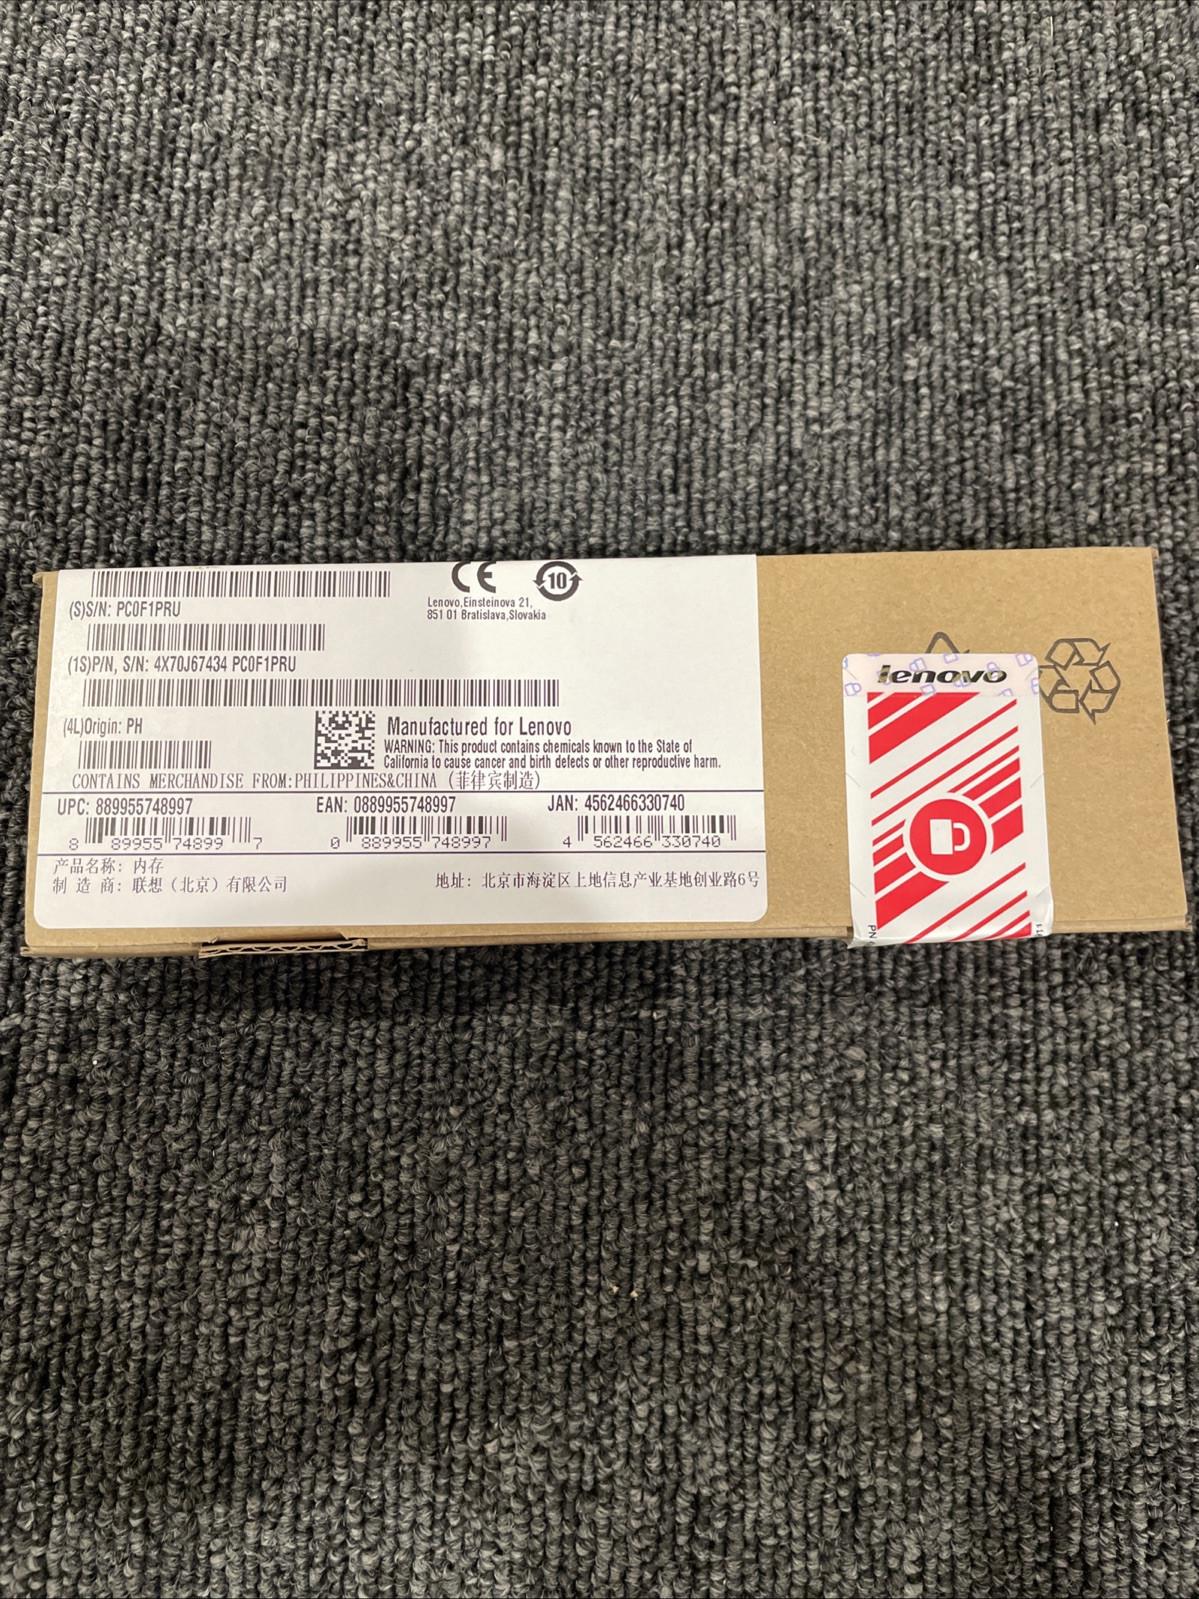 CE
10
Lenovo,Einsteinova 21,
851 01 Bratislava,Slovakia
(S)S/N: PC0F1PRU
(1S)P/N, S/N: 4X70J67434 PC0F1PRU
(4L)Origin: PH
Manufactured for Lenovo
WARNING: This product contains chemicals known to the State of
California to cause cancer and birth defects or other reproductive harm.
CONTAINS MERCHANDISE FROM:PHILIPPINES&CHINA (菲律宾制造)
UPC: 889955748997 EAN: 0889955748997 JAN: 4562466330740
8 89955 74899 7 0 889955 748997 4 562466 330740
产品名称: 内存
制 造 商: 联想（北京）有限公司 地址: 北京市海淀区上地信息产业基地创业路6号
lenovo
PN